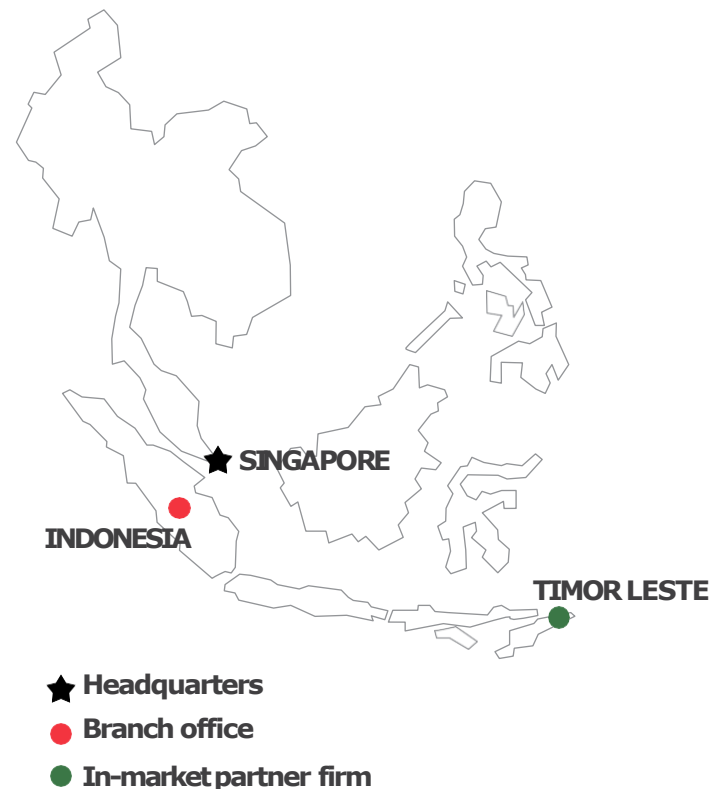 SINGAPORE
INDONESIA
TIMOR LESTE
Headquarters
Branch office
In-market partner firm